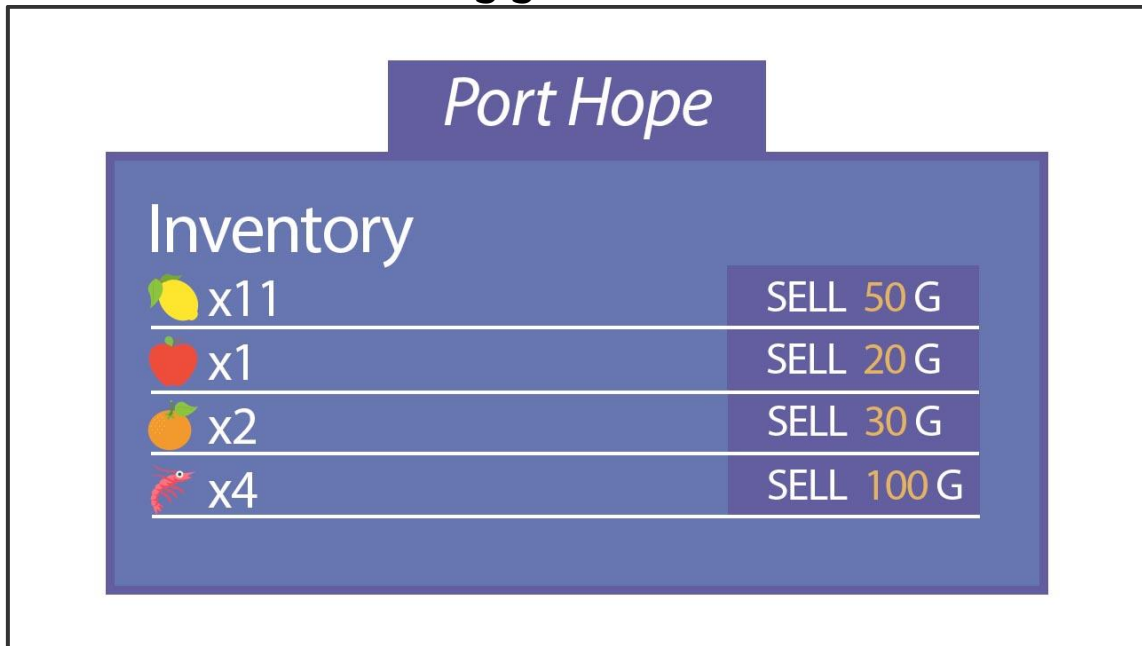 Port Hope
Inventory
x11 SELL 50 G
x1 SELL 20 G
x2 SELL 30 G
x4 SELL 100 G